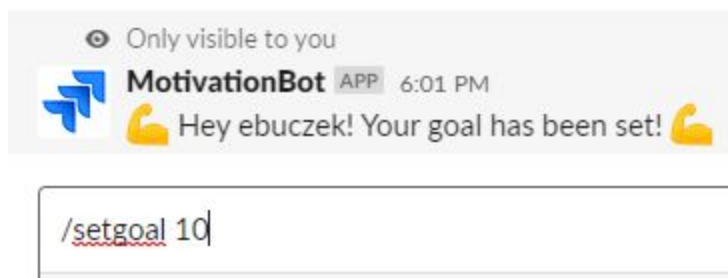 Only visible to you
MotivationBot APP 6:01 PM
💪 Hey ebuczek! Your goal has been set! 💪
/setgoal 10